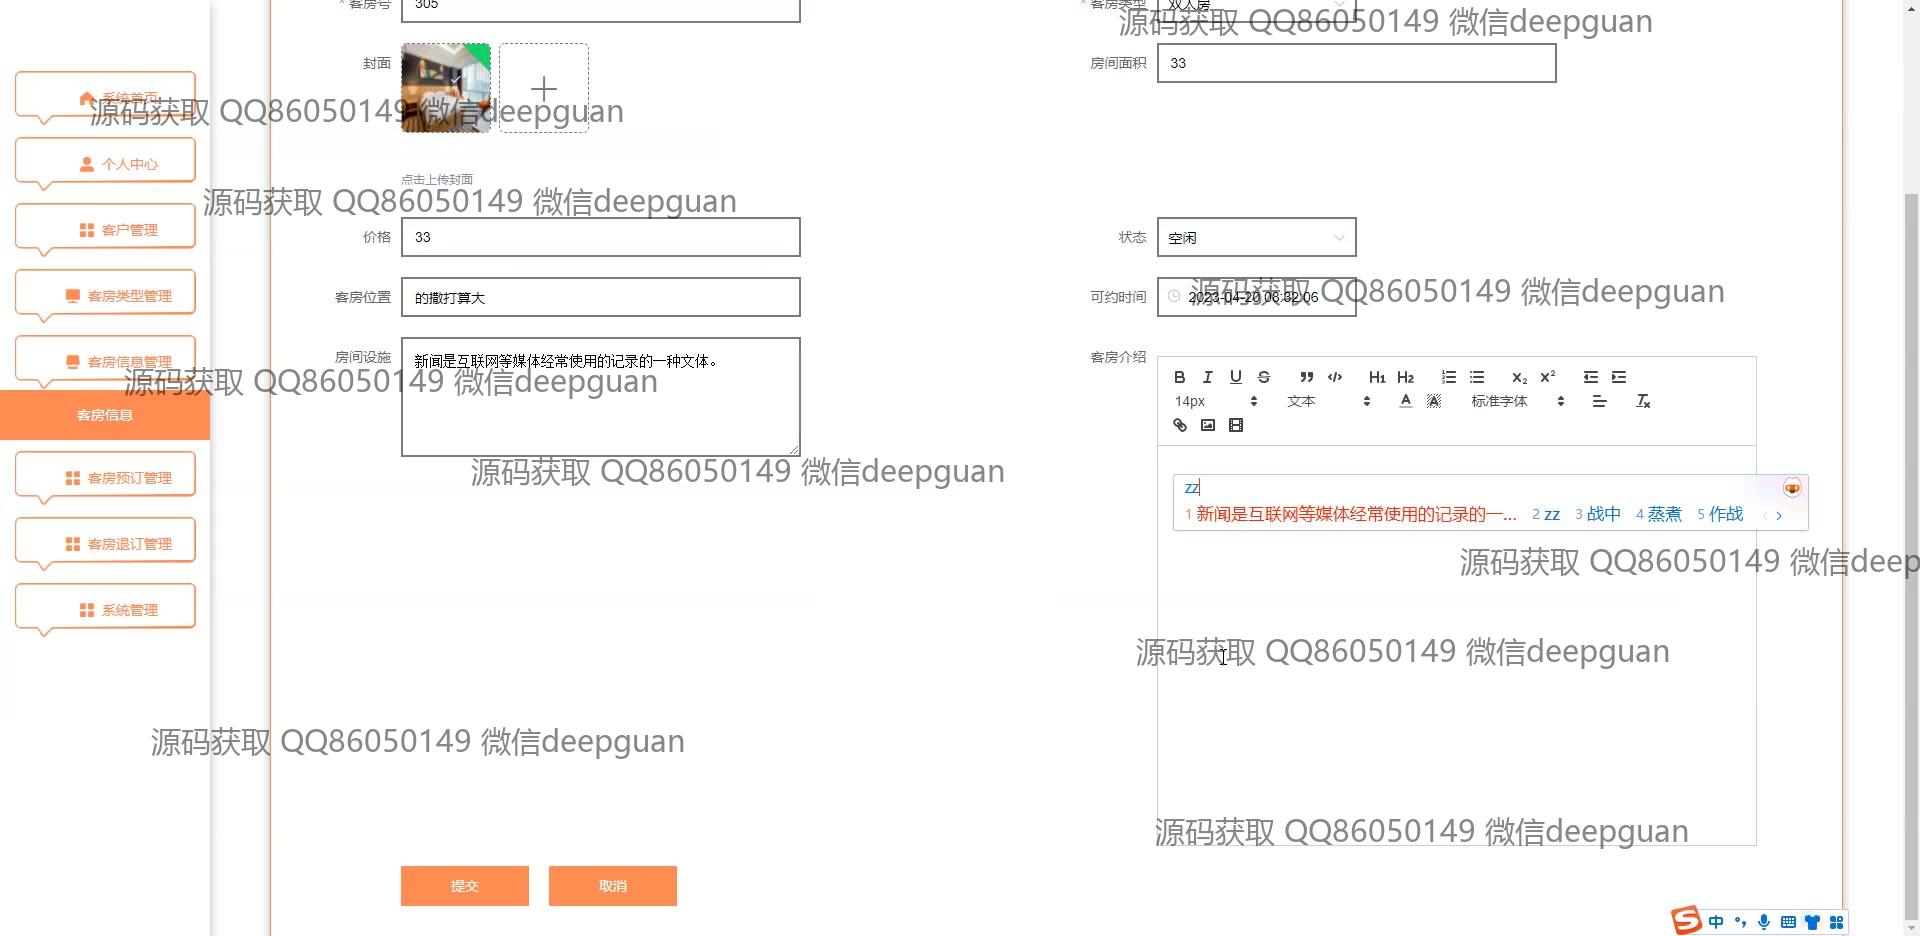 * 客房号
305
* 客房类型
双人房
源码获取 QQ86050149 微信deepguan
封面
房间面积
33
系统首页
源码获取 QQ86050149 微信deepguan
个人中心
点击上传封面
源码获取 QQ86050149 微信deepguan
客户管理
价格
33
状态
空闲
客房类型管理
客房位置
的撒打算大
可约时间
2023-04-20 08:32:06
源码获取 QQ86050149 微信deepguan
客房信息管理
房间设施
新闻是互联网等媒体经常使用的记录的一种文体。
客房介绍
源码获取 QQ86050149 微信deepguan
B I U S H1 H2 X2 X2
14px 文本 A A 标准字体
客房信息
源码获取 QQ86050149 微信deepguan
zz
1 新闻是互联网等媒体经常使用的记录的一... 2 zz 3 战中 4 蒸煮 5 作战
客房预订管理
客房退订管理
源码获取 QQ86050149 微信deep
系统管理
源码获取 QQ86050149 微信deepguan
源码获取 QQ86050149 微信deepguan
源码获取 QQ86050149 微信deepguan
提交
取消
中